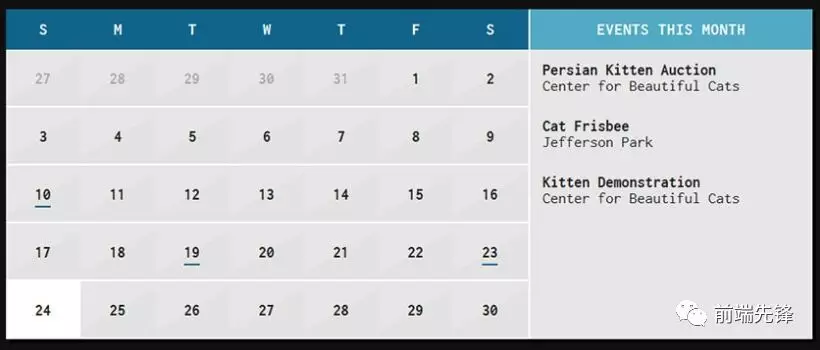 S M T W T F S
27 28 29 30 31 1 2
3 4 5 6 7 8 9
10 11 12 13 14 15 16
17 18 19 20 21 22 23
24 25 26 27 28 29 30
EVENTS THIS MONTH
Persian Kitten Auction
Center for Beautiful Cats
Cat Frisbee
Jefferson Park
Kitten Demonstration
Center for Beautiful Cats
前端先锋